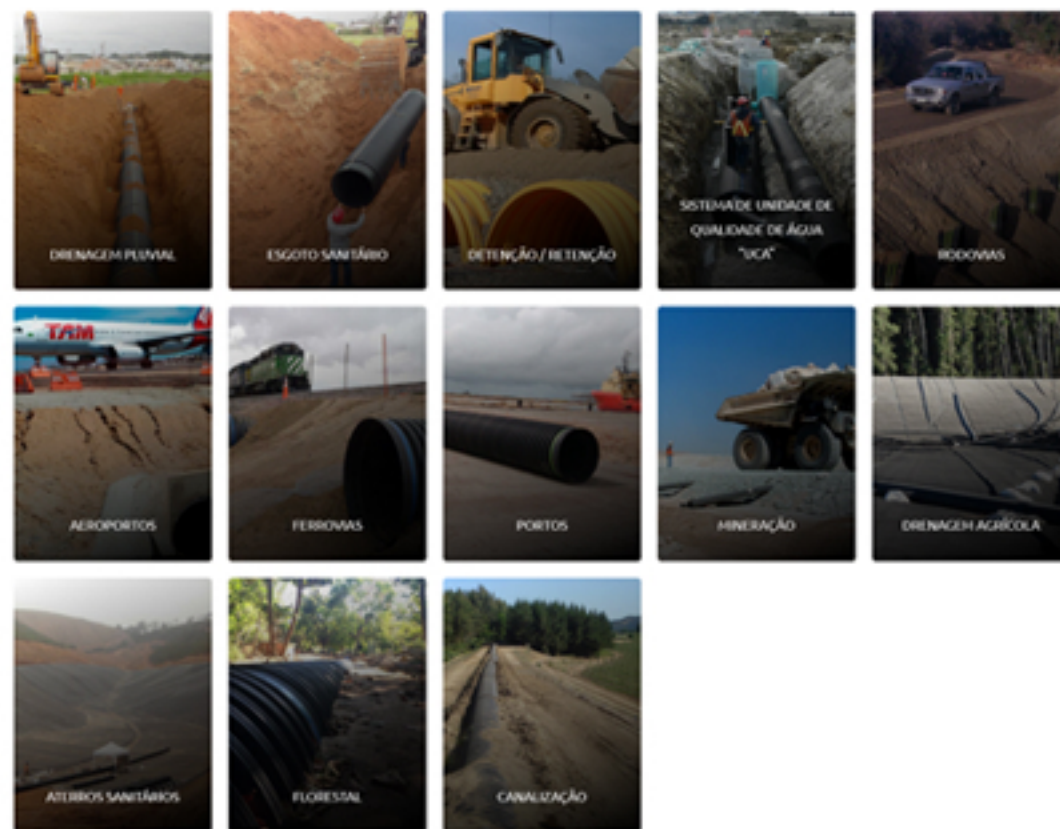 DRENAGEM PLUVIAL
ESGOTO SANITÁRIO
DETENÇÃO / RETENÇÃO
SISTEMA DE UNIDADE DE
QUALIDADE DE ÁGUA
"UCA"
RODOVIAS
TAM
AEROPORTOS
FERROVIAS
PORTOS
MINERAÇÃO
DRENAGEM AGRÍCOLA
ATERROS SANITÁRIOS
FLORESTAL
CANALIZAÇÃO